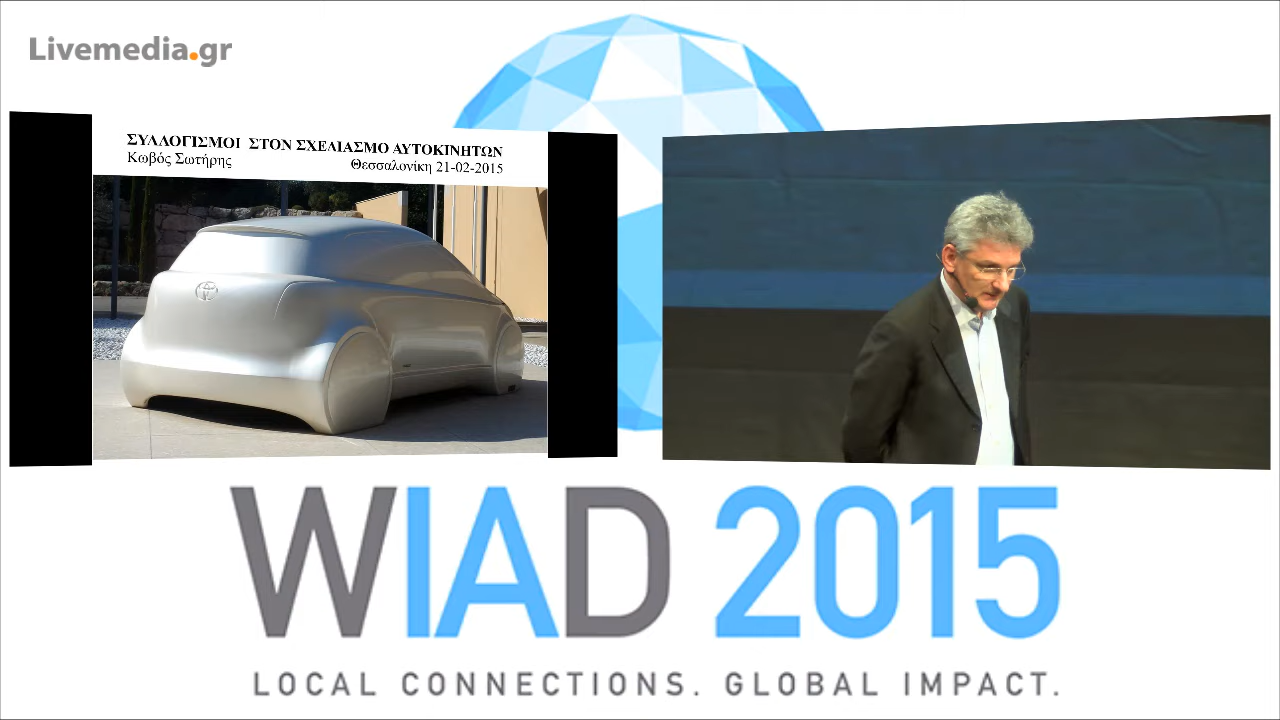 Livemedia.gr
ΣΥΛΛΟΓΙΣΜΟΙ ΣΤΟΝ ΣΧΕΔΙΑΣΜΟ ΑΥΤΟΚΙΝΗΤΩΝ
Κωβός Σωτήρης Θεσσαλονίκη 21-02-2015
WIAD 2015
LOCAL CONNECTIONS. GLOBAL IMPACT.